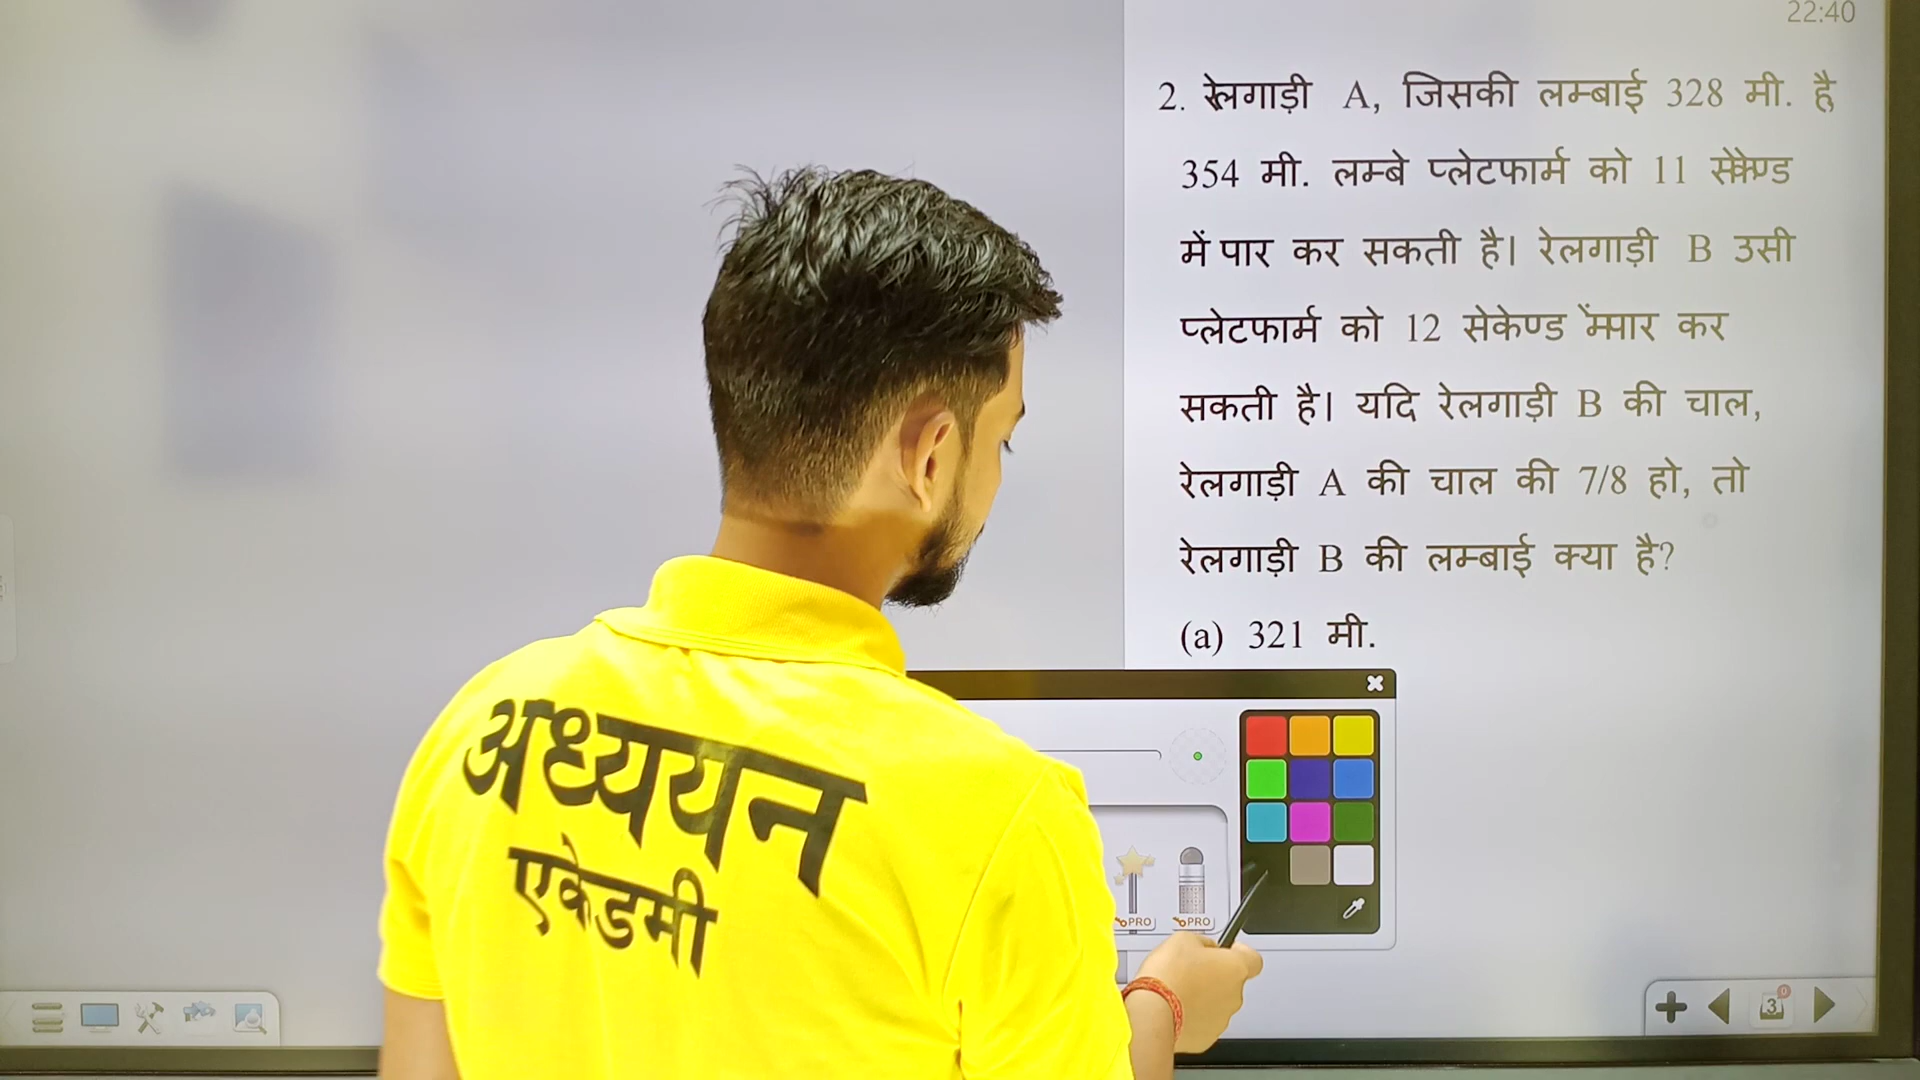 22:40
2. रेलगाड़ी A, जिसकी लम्बाई 328 मी. है,
354 मी. लम्बे प्लेटफार्म को 11 सेकेण्ड
में पार कर सकती है। रेलगाड़ी B उसी
प्लेटफार्म को 12 सेकेण्ड में पार कर
सकती है। यदि रेलगाड़ी B की चाल,
रेलगाड़ी A की चाल की 7/8 हो, तो
रेलगाड़ी B की लम्बाई क्या है?
(a) 321 मी.
अध्ययन
एकेडमी
PRO PRO
3
0